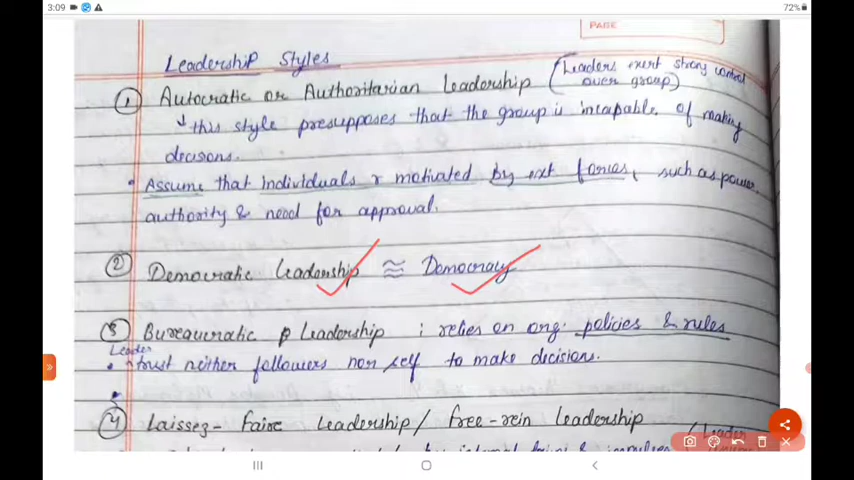 3:09
72%
PAGE
Leadership Styles
① Autocratic or Authoritarian Leadership (Leaders exert strong control over group)
↓ this style presupposes that the group is incapable of making
decisons.
• Assume that individuals r motivated by ext forces, such as power,
authority & need for approval.
② Democratic Leadership ≅ Democracy
③ Bureaucratic Leadership : relies on org. policies & rules
Leader
• ^ trust neither followers nor self to make decisions.
④ Laissez-Faire Leadership / Free-rein Leadership (Leader